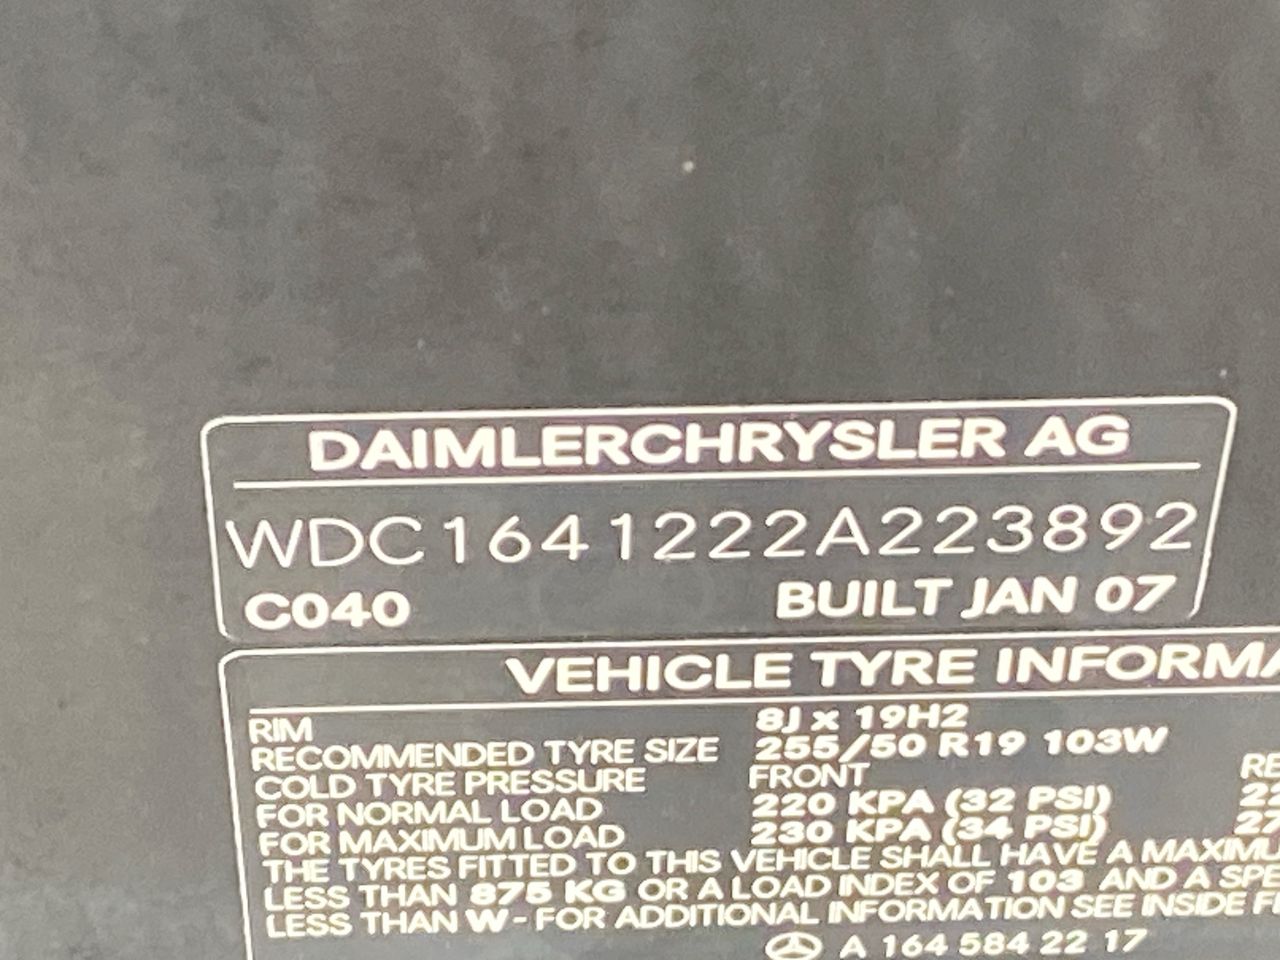 DAIMLERCHRYSLER AG
WDC1641222A223892
C040 BUILT JAN 07
VEHICLE TYRE INFORMA
RIM 8J x 19H2
RECOMMENDED TYRE SIZE 255/50 R19 103W
COLD TYRE PRESSURE FRONT RE
FOR NORMAL LOAD 220 KPA (32 PSI) 22
FOR MAXIMUM LOAD 230 KPA (34 PSI) 27
THE TYRES FITTED TO THIS VEHICLE SHALL HAVE A MAXIMU
LESS THAN 875 KG OR A LOAD INDEX OF 103 AND A SPE
LESS THAN W - FOR ADDITIONAL INFORMATION SEE INSIDE F
A 164 584 22 17